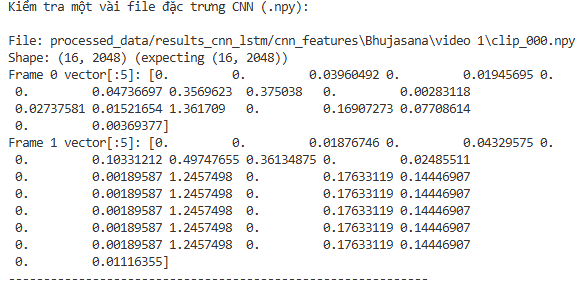 Kiểm tra một vài file đặc trưng CNN (.npy):

File: processed_data/results_cnn_lstm/cnn_features\Bhujasana\video 1\clip_000.npy
Shape: (16, 2048) (expecting (16, 2048))
Frame 0 vector[:5]: [0. 0. 0.03960492 0. 0.01945695 0.
0. 0.04736697 0.3569623 0.375038 0. 0.00283118
0.02737581 0.01521654 1.361709 0. 0.16907273 0.07708614
0. 0.00369377]
Frame 1 vector[:5]: [0. 0. 0.01876746 0. 0.04329575 0.
0. 0.10331212 0.49747655 0.36134875 0. 0.02485511
0. 0.00189587 1.2457498 0. 0.17633119 0.14446907
0. 0.00189587 1.2457498 0. 0.17633119 0.14446907
0. 0.00189587 1.2457498 0. 0.17633119 0.14446907
0. 0.00189587 1.2457498 0. 0.17633119 0.14446907
0. 0.00189587 1.2457498 0. 0.17633119 0.14446907
0. 0.01116355]
------------------------------------------------------------